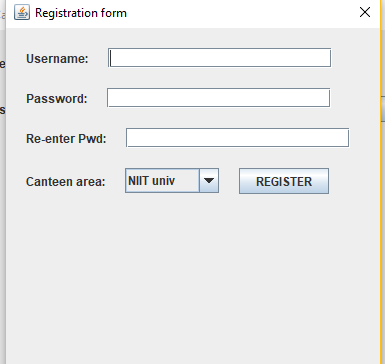 Registration form
Username:
Password:
Re-enter Pwd:
Canteen area: NIIT univ REGISTER